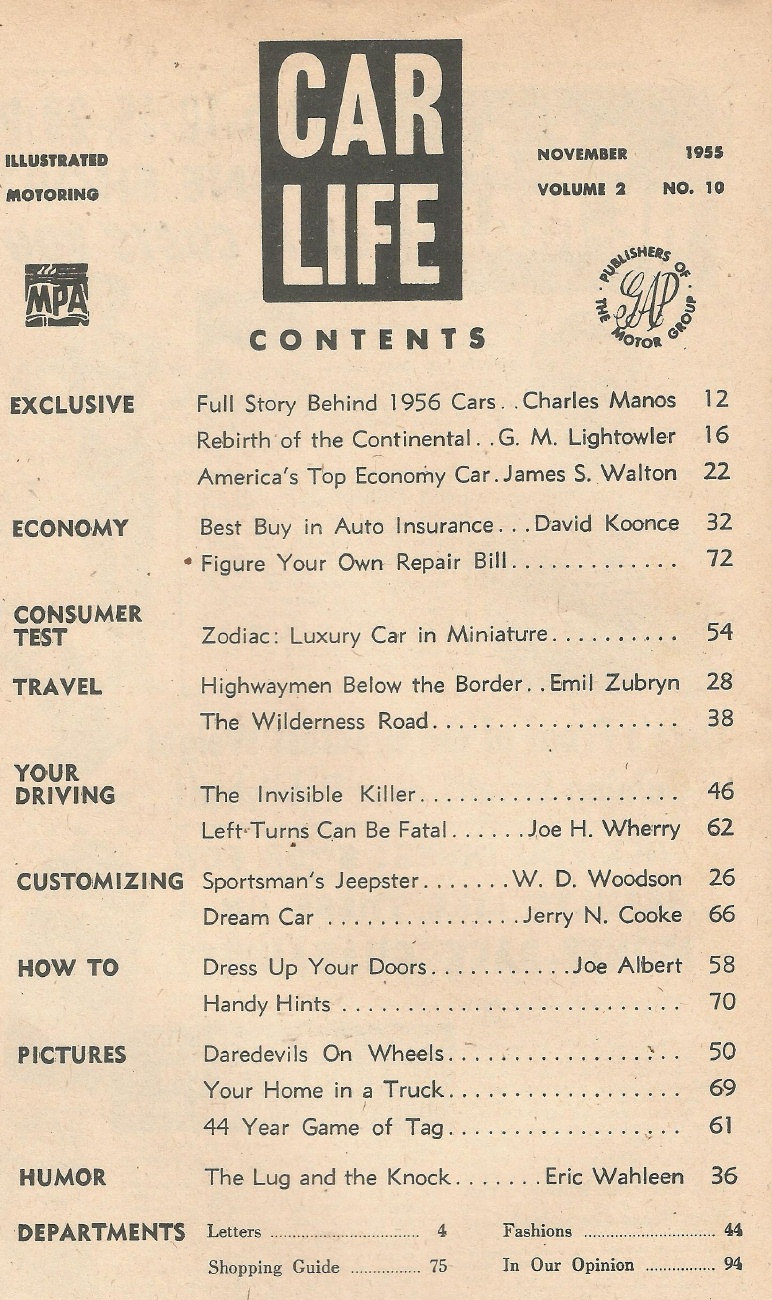 CAR
LIFE
ILLUSTRATED
MOTORING
NOVEMBER 1955
VOLUME 2 NO. 10
MPA
PUBLISHERS OF
GAP
THE MOTOR GROUP
CONTENTS
EXCLUSIVE Full Story Behind 1956 Cars. .Charles Manos 12
Rebirth of the Continental. .G. M. Lightowler 16
America's Top Economy Car.James S. Walton 22
ECONOMY Best Buy in Auto Insurance...David Koonce 32
Figure Your Own Repair Bill............. 72
CONSUMER
TEST Zodiac: Luxury Car in Miniature.......... 54
TRAVEL Highwaymen Below the Border. .Emil Zubryn 28
The Wilderness Road.................... 38
YOUR
DRIVING The Invisible Killer.................... 46
Left Turns Can Be Fatal......Joe H. Wherry 62
CUSTOMIZING Sportsman's Jeepster.......W. D. Woodson 26
Dream Car ...............Jerry N. Cooke 66
HOW TO Dress Up Your Doors...........Joe Albert 58
Handy Hints .......................... 70
PICTURES Daredevils On Wheels.................. 50
Your Home in a Truck.................. 69
44 Year Game of Tag.................. 61
HUMOR The Lug and the Knock.......Eric Wahleen 36
DEPARTMENTS Letters .................................... 4 Fashions ................................ 44
Shopping Guide ................. 75 In Our Opinion ................. 94